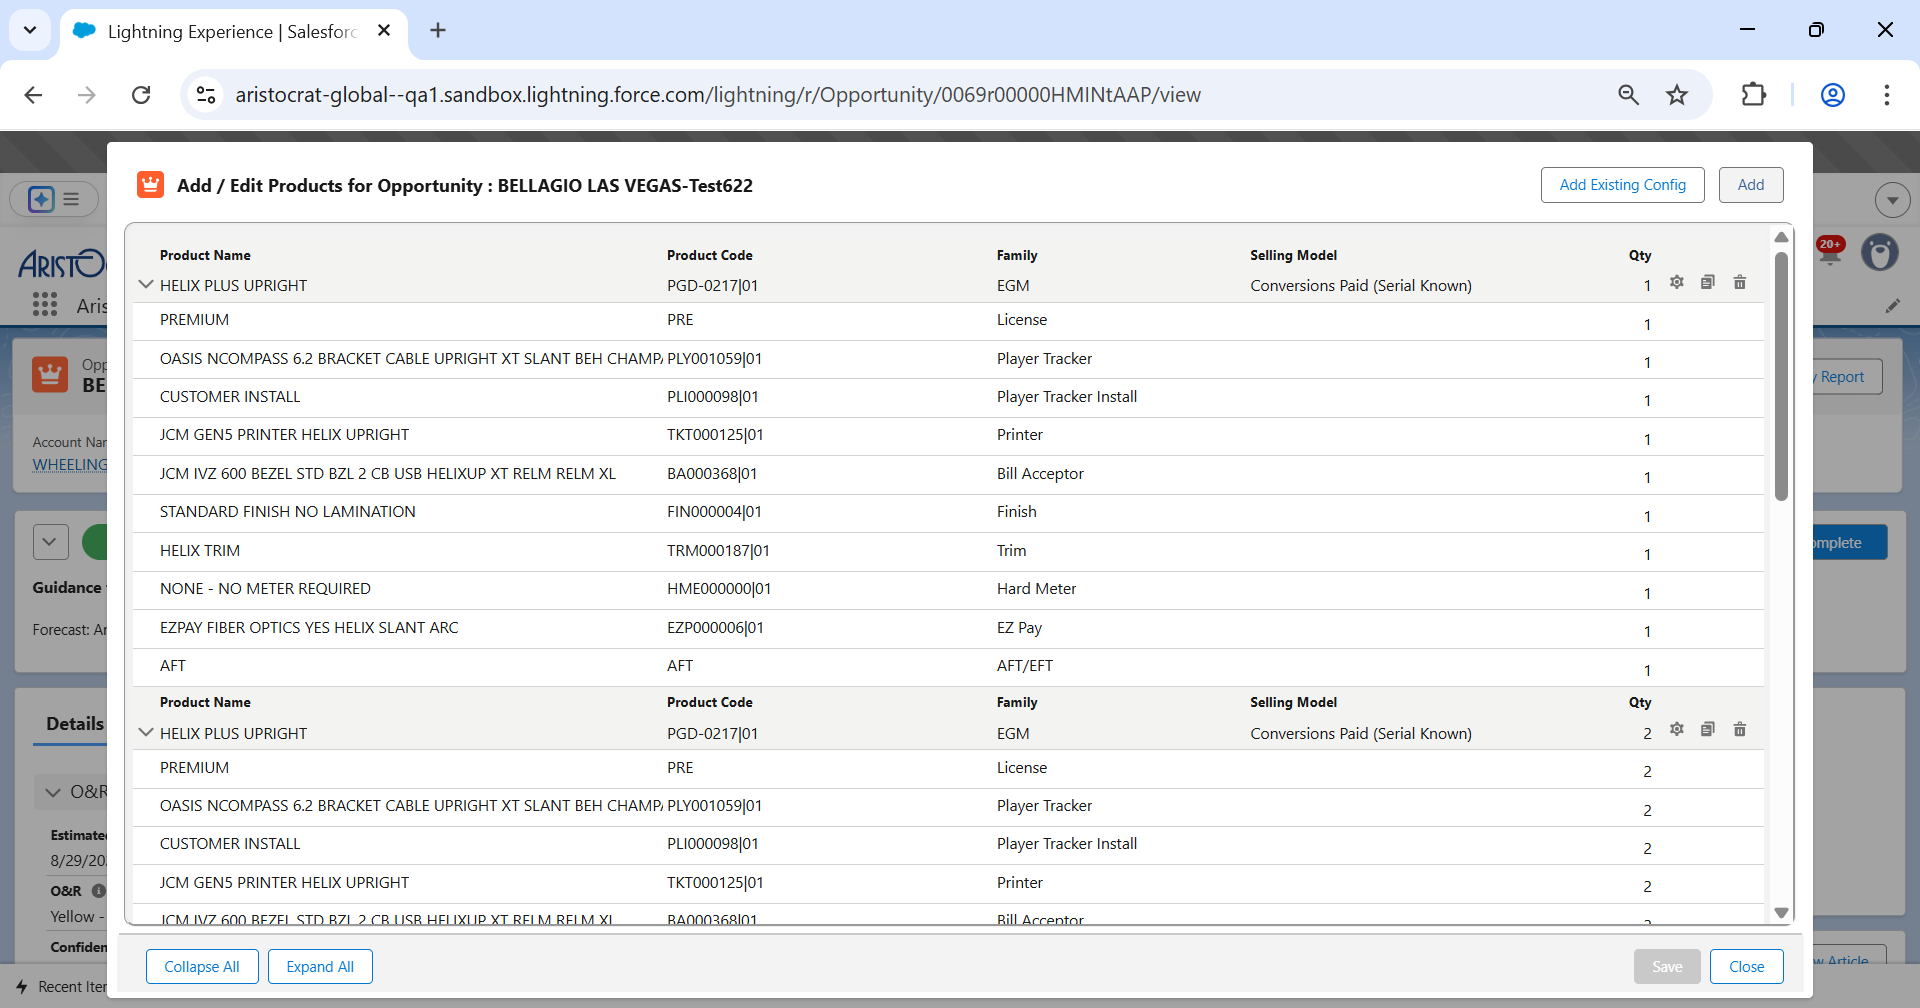 Lightning Experience | Salesforc
aristocrat-global--qa1.sandbox.lightning.force.com/lightning/r/Opportunity/0069r00000HMINtAAP/view
Add / Edit Products for Opportunity : BELLAGIO LAS VEGAS-Test622
Add Existing Config
Add
ARISTO
20+
Aris
Product Name Product Code Family Selling Model Qty
HELIX PLUS UPRIGHT PGD-0217|01 EGM Conversions Paid (Serial Known) 1
PREMIUM PRE License 1
OASIS NCOMPASS 6.2 BRACKET CABLE UPRIGHT XT SLANT BEH CHAMPA PLY001059|01 Player Tracker 1
CUSTOMER INSTALL PLI000098|01 Player Tracker Install 1
JCM GEN5 PRINTER HELIX UPRIGHT TKT000125|01 Printer 1
JCM IVZ 600 BEZEL STD BZL 2 CB USB HELIXUP XT RELM RELM XL BA000368|01 Bill Acceptor 1
STANDARD FINISH NO LAMINATION FIN000004|01 Finish 1
HELIX TRIM TRM000187|01 Trim 1
NONE - NO METER REQUIRED HME000000|01 Hard Meter 1
EZPAY FIBER OPTICS YES HELIX SLANT ARC EZP000006|01 EZ Pay 1
AFT AFT AFT/EFT 1
Product Name Product Code Family Selling Model Qty
HELIX PLUS UPRIGHT PGD-0217|01 EGM Conversions Paid (Serial Known) 2
PREMIUM PRE License 2
OASIS NCOMPASS 6.2 BRACKET CABLE UPRIGHT XT SLANT BEH CHAMPA PLY001059|01 Player Tracker 2
CUSTOMER INSTALL PLI000098|01 Player Tracker Install 2
JCM GEN5 PRINTER HELIX UPRIGHT TKT000125|01 Printer 2
JCM IVZ 600 BEZEL STD BZL 2 CB USB HELIXUP XT RELM RELM XL BA000368|01 Bill Acceptor 2
Opp
BE
y Report
Account Nar
WHEELING
omplete
Guidance
Forecast: Ar
Details
O&R
Estimate
8/29/20
O&R
Yellow -
Confiden
w Article
Recent Iter
Collapse All
Expand All
Save
Close